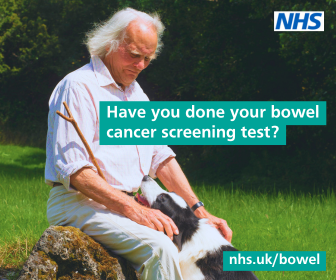 NHS
Have you done your bowel
cancer screening test?
nhs.uk/bowel